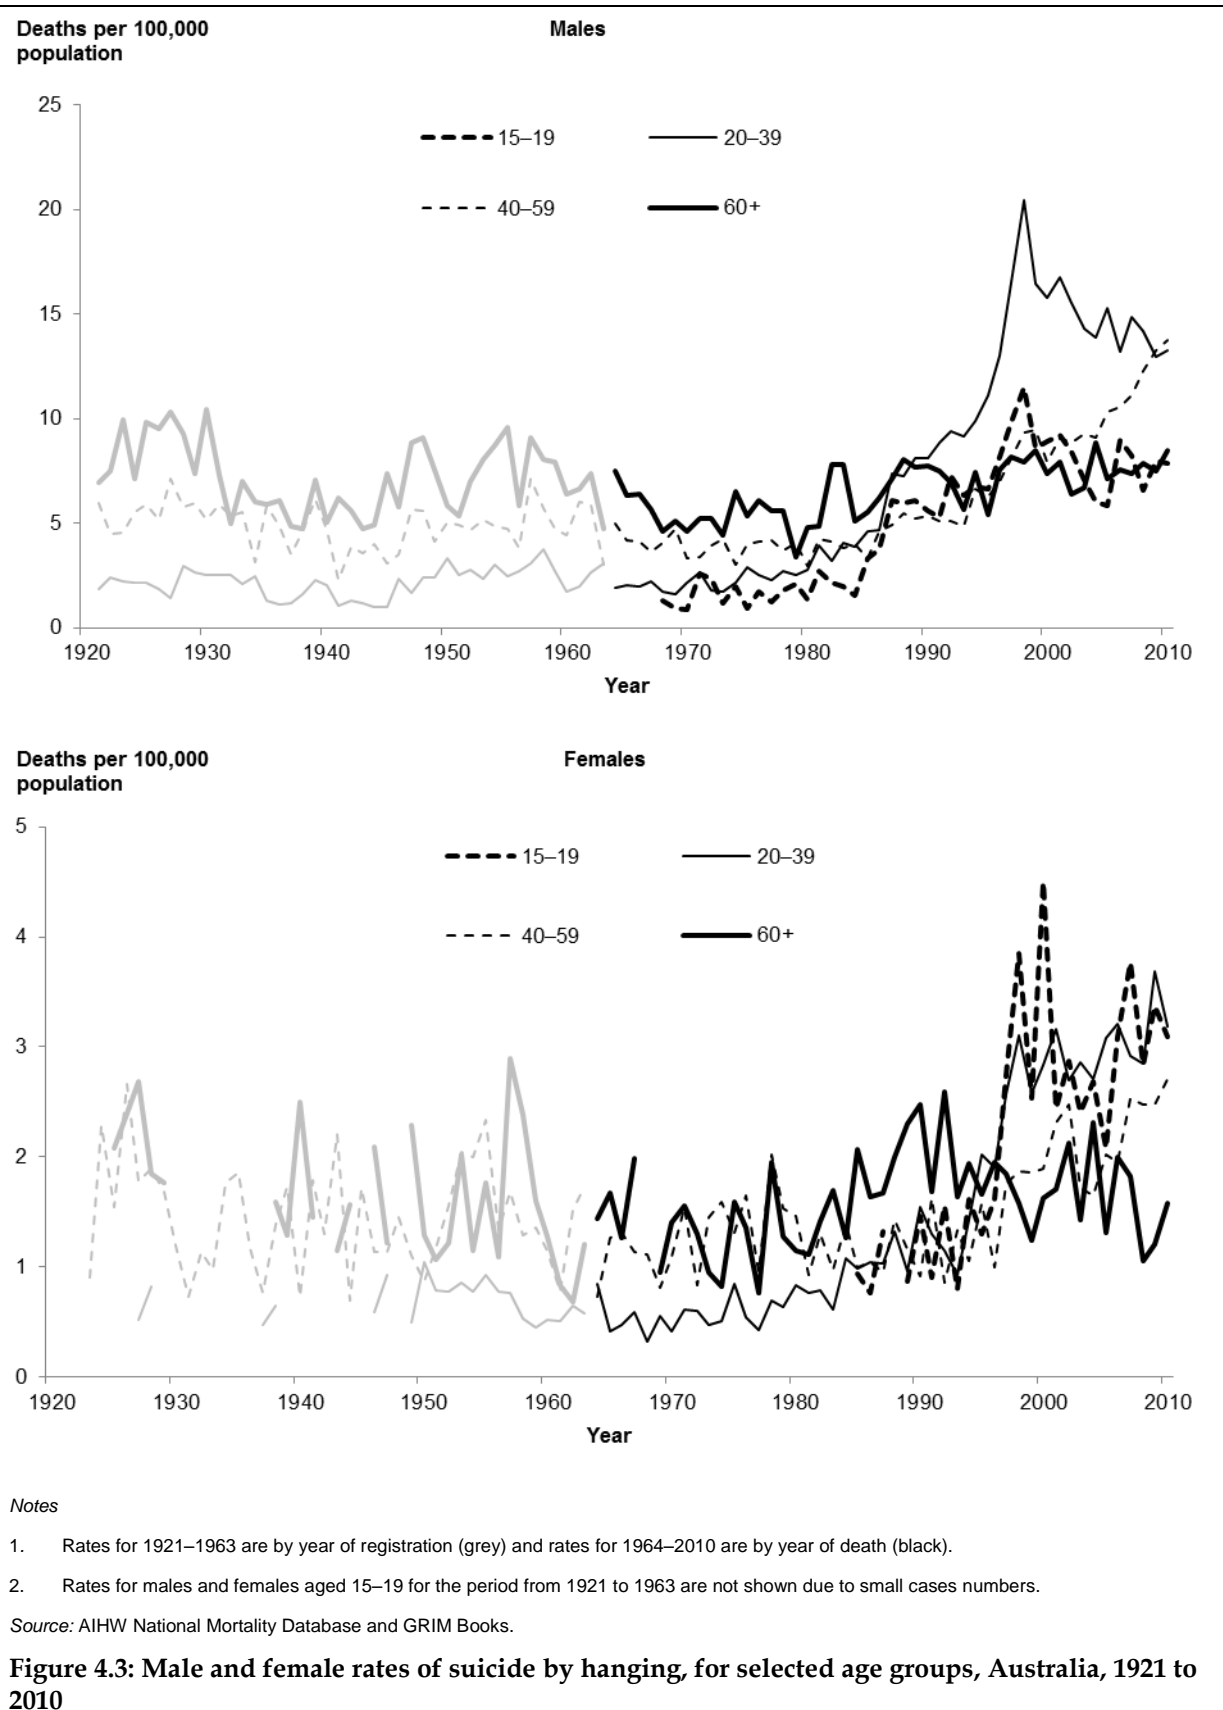 Deaths per 100,000
population
Males
25
20
15
10
5
0
15–19
20–39
40–59
60+
1920 1930 1940 1950 1960 1970 1980 1990 2000 2010
Year
Deaths per 100,000
population
Females
5
4
3
2
1
0
15–19
20–39
40–59
60+
1920 1930 1940 1950 1960 1970 1980 1990 2000 2010
Year
Notes
1. Rates for 1921–1963 are by year of registration (grey) and rates for 1964–2010 are by year of death (black).
2. Rates for males and females aged 15–19 for the period from 1921 to 1963 are not shown due to small cases numbers.
Source: AIHW National Mortality Database and GRIM Books.
Figure 4.3: Male and female rates of suicide by hanging, for selected age groups, Australia, 1921 to
2010